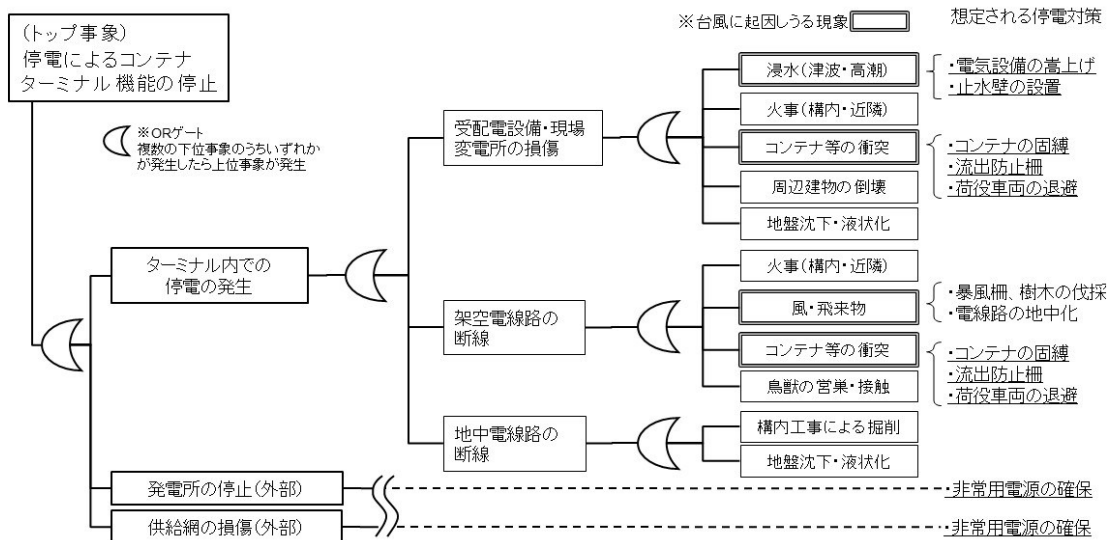 ※台風に起因しうる現象
想定される停電対策
(トップ事象)
停電によるコンテナ
ターミナル機能の停止
※ORゲート
複数の下位事象のうちいずれか
が発生したら上位事象が発生
ターミナル内での
停電の発生
発電所の停止(外部)
供給網の損傷(外部)
受配電設備・現場
変電所の損傷
架空電線路の
断線
地中電線路の
断線
浸水(津波・高潮)
・電気設備の嵩上げ
・止水壁の設置
火事(構内・近隣)
コンテナ等の衝突
・コンテナの固縛
・流出防止柵
・荷役車両の退避
周辺建物の倒壊
地盤沈下・液状化
火事(構内・近隣)
風・飛来物
・暴風柵、樹木の伐採
・電線路の地中化
コンテナ等の衝突
・コンテナの固縛
・流出防止柵
・荷役車両の退避
鳥獣の営巣・接触
構内工事による掘削
地盤沈下・液状化
・非常用電源の確保
・非常用電源の確保